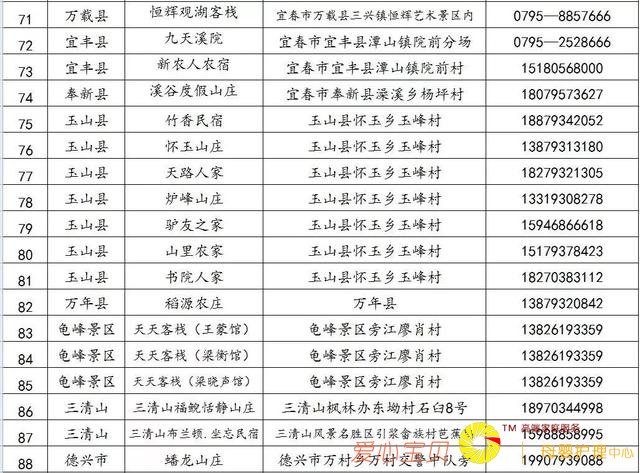 71 万载县 恒辉观湖客栈 宜春市万载县三兴镇恒辉艺术景区内 0795—8857666
72 宜丰县 九天溪院 宜春市宜丰县潭山镇院前分场 0795—2528666
73 宜丰县 新农人农宿 宜春市宜丰县潭山镇院前村 15180568000
74 奉新县 溪谷度假山庄 宜春市奉新县澡溪乡杨坪村 18079573627
75 玉山县 竹香民宿 玉山县怀玉乡玉峰村 18879342052
76 玉山县 怀玉山庄 玉山县怀玉乡玉峰村 13879313180
77 玉山县 天路人家 玉山县怀玉乡玉峰村 18279321305
78 玉山县 炉峰山庄 玉山县怀玉乡玉峰村 13319308278
79 玉山县 驴友之家 玉山县怀玉乡玉峰村 15946866618
80 玉山县 山里农家 玉山县怀玉乡玉峰村 15179378423
81 玉山县 书院人家 玉山县怀玉乡玉峰村 18270383112
82 万年县 稻源农庄 万年县 13879320842
83 龟峰景区 天天客栈（王蒙馆） 龟峰景区旁江廖肖村 13826193359
84 龟峰景区 天天客栈（梁衡馆） 龟峰景区旁江廖肖村 13826193359
85 龟峰景区 天天客栈（梁晓声馆） 龟峰景区旁江廖肖村 13826193359
86 三清山 三清山福鲵恬静山庄 三清山枫林办东坳村石臼8号 18970344998
87 三清山 三清山布兰顿.坐忘民宿 三清山风景名胜区引浆畲族村芭蕉 15988858995
88 德兴市 蟠龙山庄 德兴市万村乡万村交警中队旁 19907939088
TM 高端家庭服务
爱心宝贝 母婴护理中心